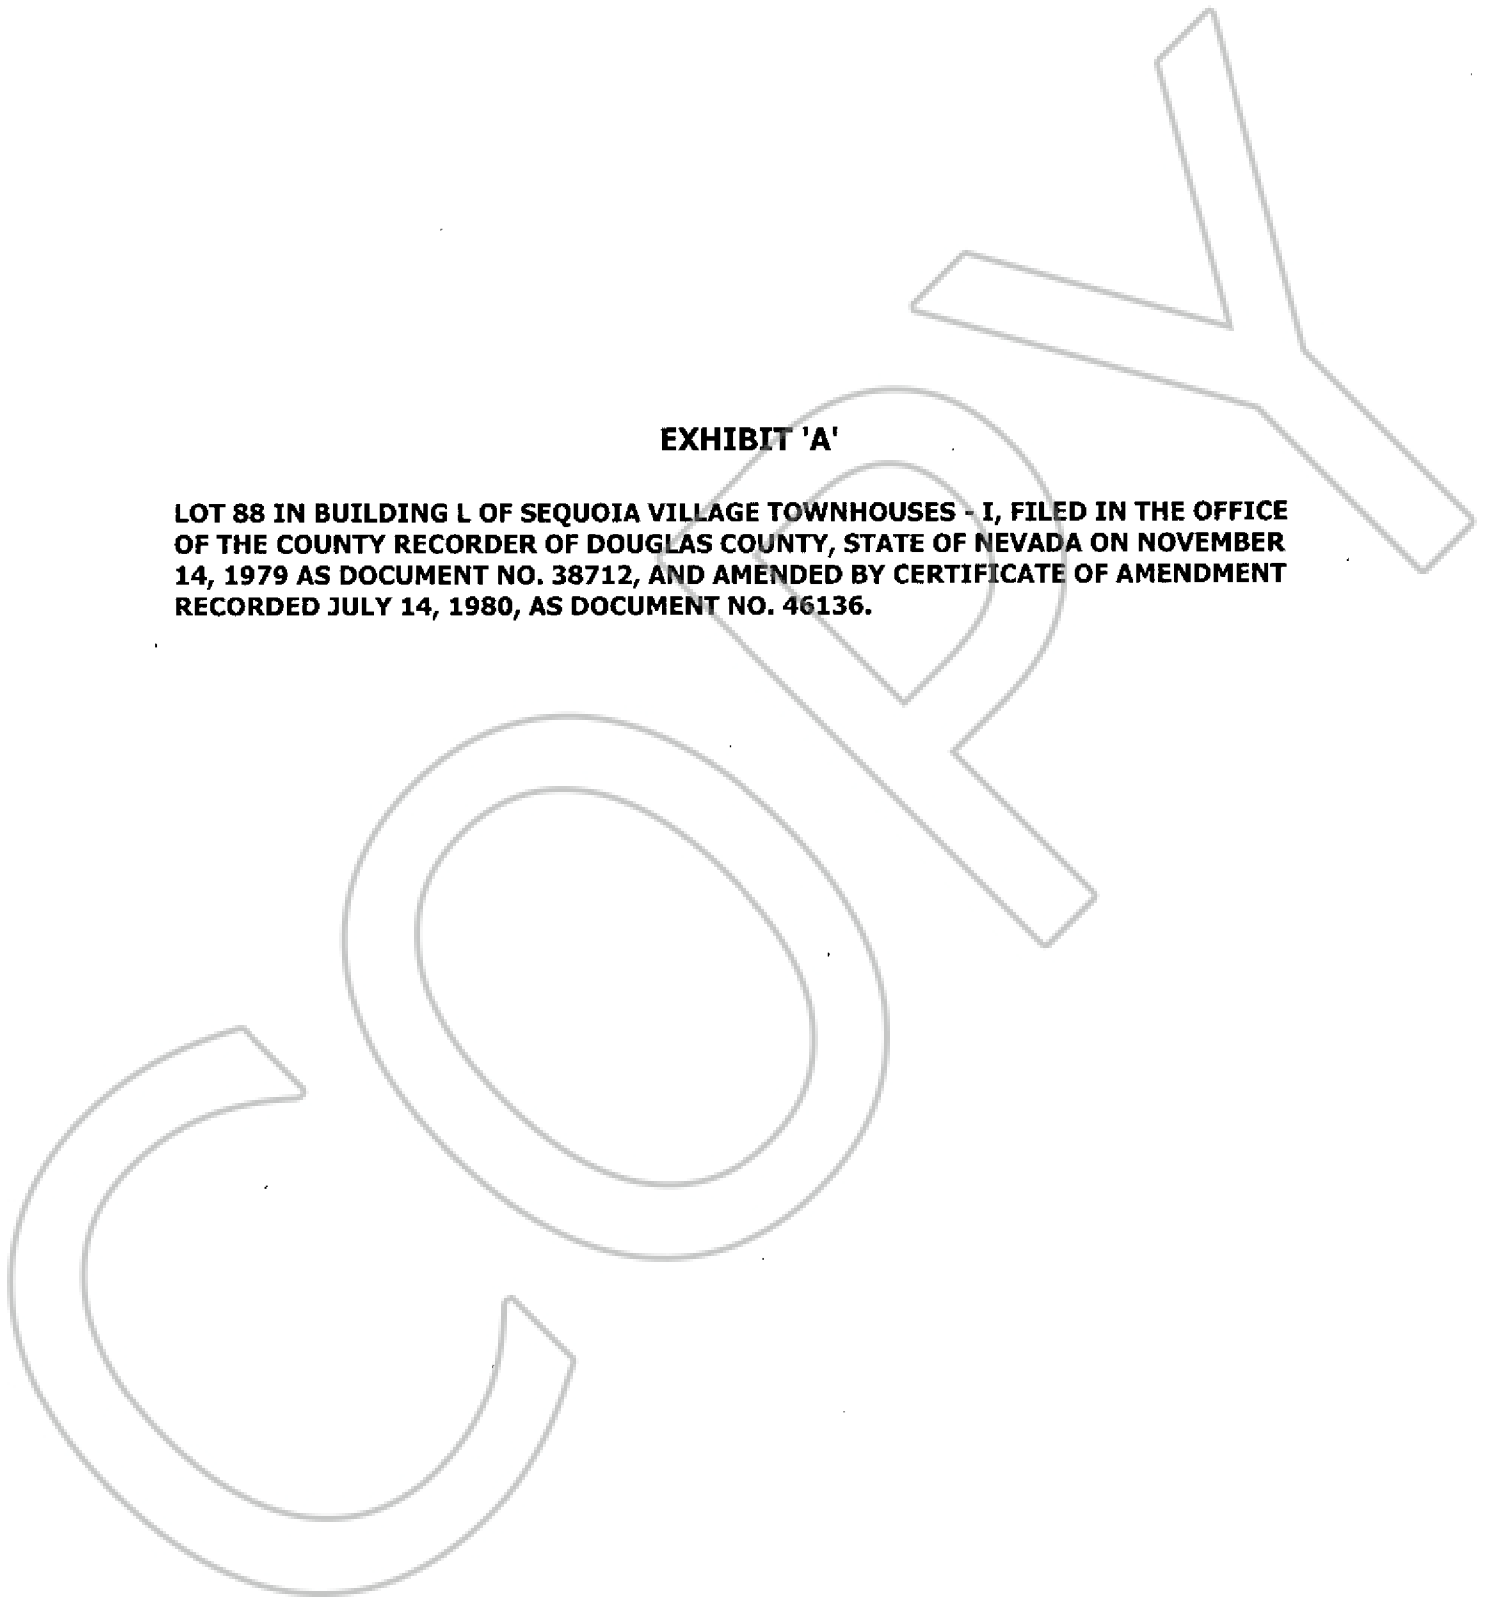 EXHIBIT 'A'
LOT 88 IN BUILDING L OF SEQUOIA VILLAGE TOWNHOUSES - I, FILED IN THE OFFICE
OF THE COUNTY RECORDER OF DOUGLAS COUNTY, STATE OF NEVADA ON NOVEMBER
14, 1979 AS DOCUMENT NO. 38712, AND AMENDED BY CERTIFICATE OF AMENDMENT
RECORDED JULY 14, 1980, AS DOCUMENT NO. 46136.
COPY